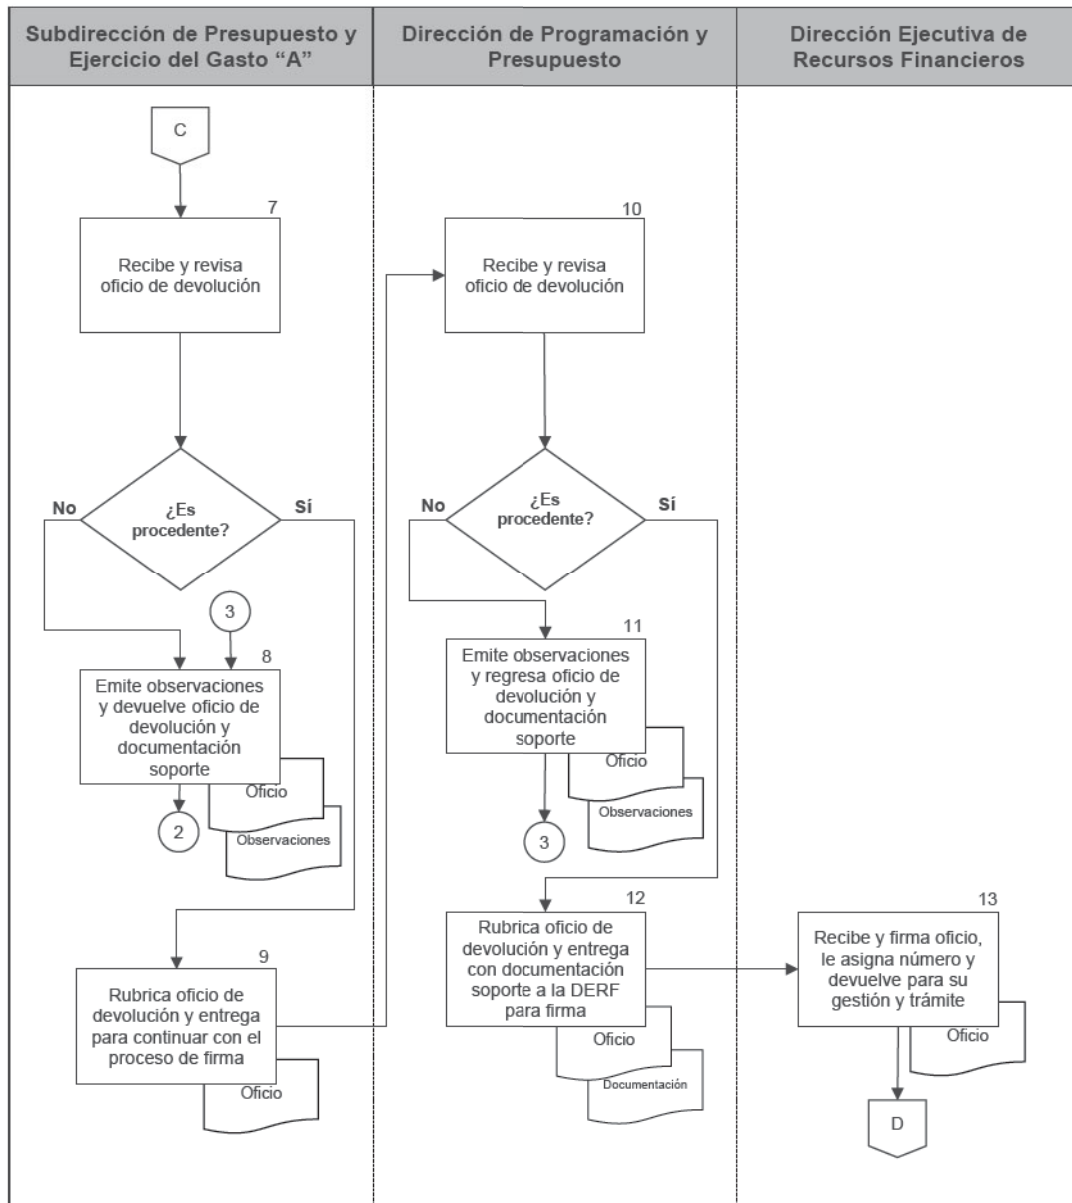 Subdirección de Presupuesto y
Ejercicio del Gasto “A”
Dirección de Programación y
Presupuesto
Dirección Ejecutiva de
Recursos Financieros
C
7
Recibe y revisa
oficio de devolución
¿Es
procedente?
No
Sí
3
8
Emite observaciones
y devuelve oficio de
devolución y
documentación
soporte
Oficio
Observaciones
2
9
Rubrica oficio de
devolución y entrega
para continuar con el
proceso de firma
Oficio
10
Recibe y revisa
oficio de devolución
¿Es
procedente?
No
Sí
11
Emite observaciones
y regresa oficio de
devolución y
documentación
soporte
Oficio
Observaciones
3
12
Rubrica oficio de
devolución y entrega
con documentación
soporte a la DERF
para firma
Oficio
Documentación
13
Recibe y firma oficio,
le asigna número y
devuelve para su
gestión y trámite
Oficio
D